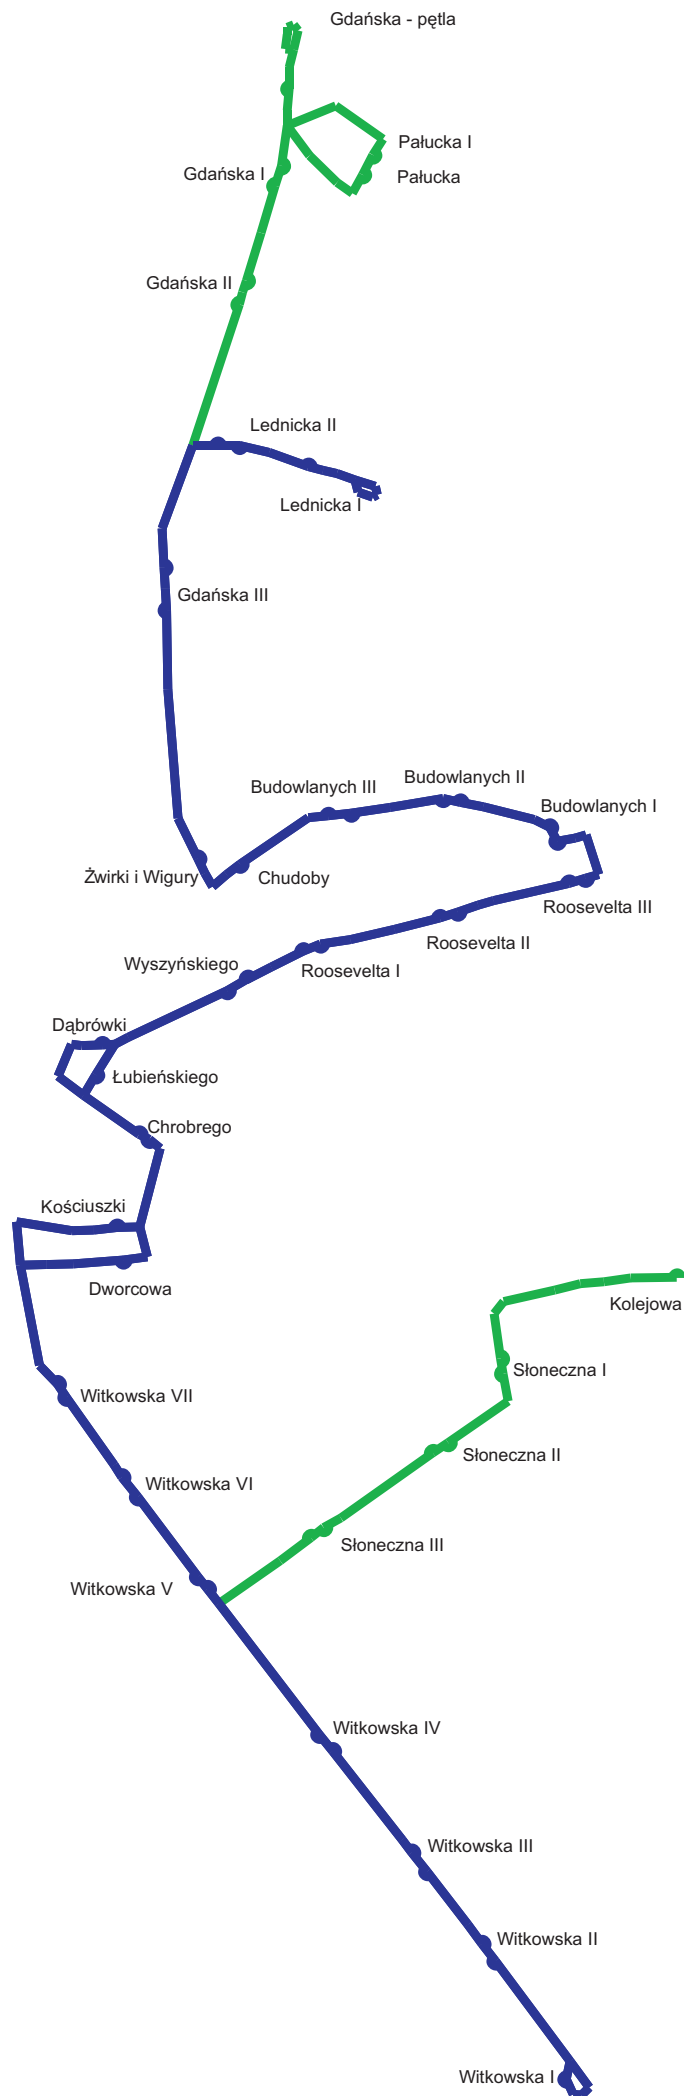 Gdańska - pętla
Pałucka I
Gdańska I
Pałucka
Gdańska II
Lednicka II
Lednicka I
Gdańska III
Budowlanych II
Budowlanych III
Budowlanych I
Żwirki i Wigury
Chudoby
Roosevelta III
Roosevelta II
Wyszyńskiego
Roosevelta I
Dąbrówki
Łubieńskiego
Chrobrego
Kościuszki
Dworcowa
Kolejowa
Słoneczna I
Witkowska VII
Słoneczna II
Witkowska VI
Słoneczna III
Witkowska V
Witkowska IV
Witkowska III
Witkowska II
Witkowska I